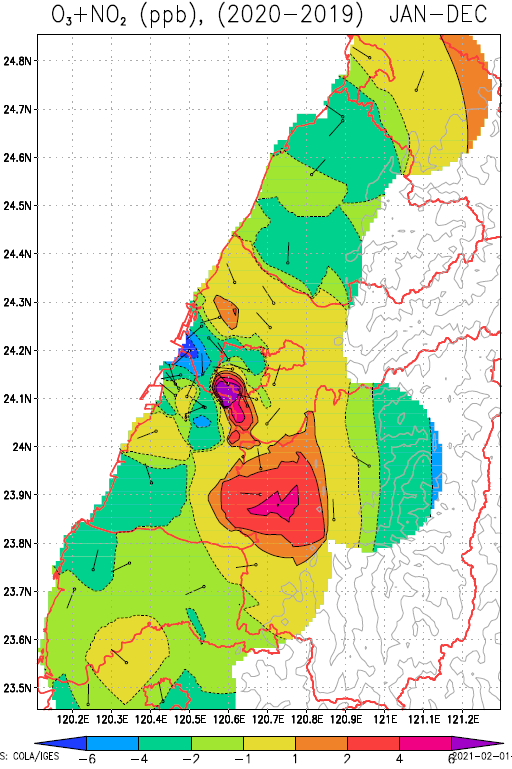 O₃+NO₂ (ppb), (2020−2019)   JAN−DEC
24.8N
24.7N
24.6N
24.5N
24.4N
24.3N
24.2N
24.1N
24N
23.9N
23.8N
23.7N
23.6N
23.5N
120.2E 120.3E 120.4E 120.5E 120.6E 120.7E 120.8E 120.9E 121E 121.1E 121.2E
−6 −4 −2 −1 1 2 4 6
S: COLA/IGES 2021−02−01−